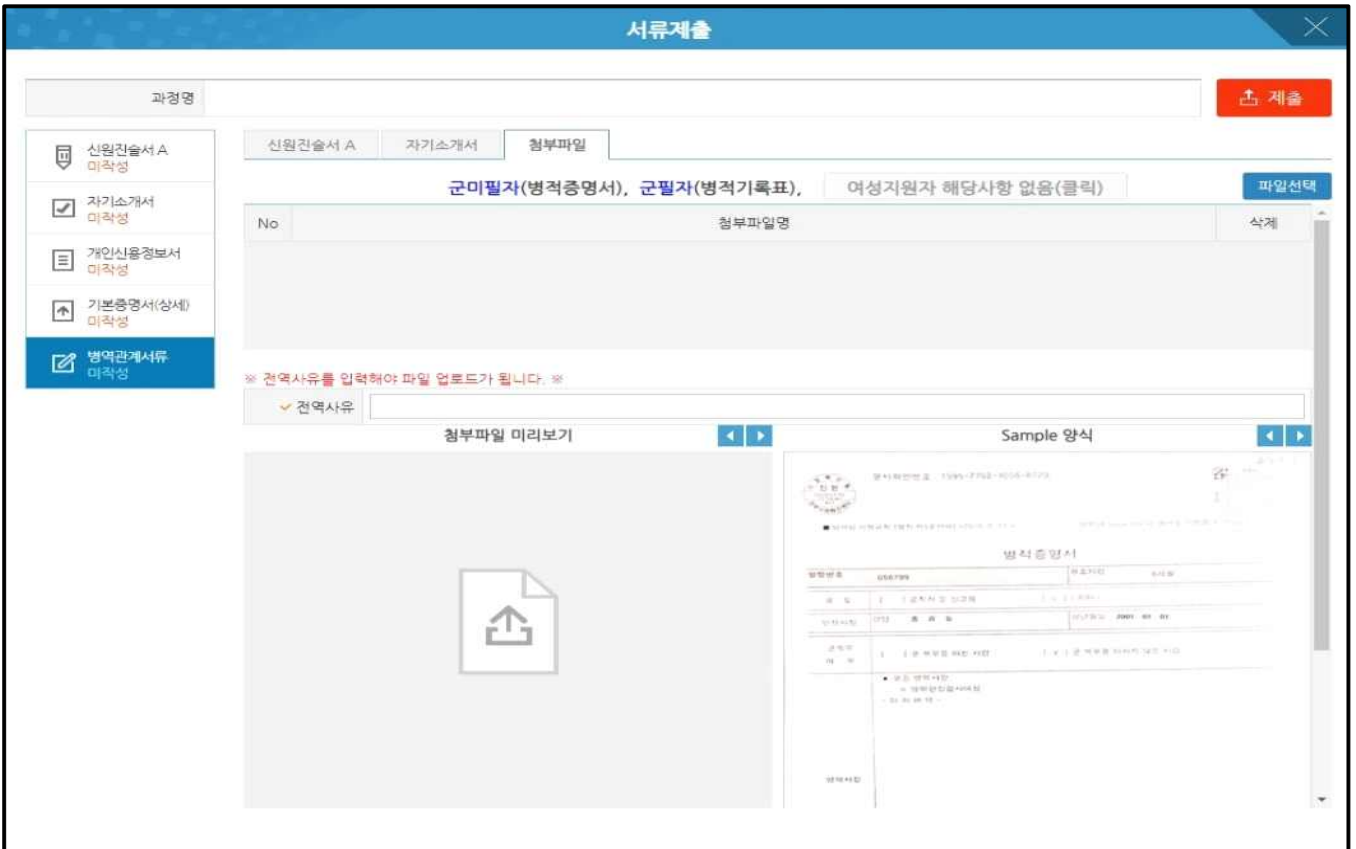 서류제출
과정명
제출
신원진술서 A
미작성
자기소개서
미작성
개인신용정보서
미작성
기본증명서(상세)
미작성
병역관계서류
미작성
신원진술서 A 자기소개서 첨부파일
군미필자(병적증명서), 군필자(병적기록표), 여성지원자 해당사항 없음(클릭) 파일선택
No 첨부파일명 삭제
※ 전역사유를 입력해야 파일 업로드가 됩니다. ※
전역사유
첨부파일 미리보기 Sample 양식
병적증명서